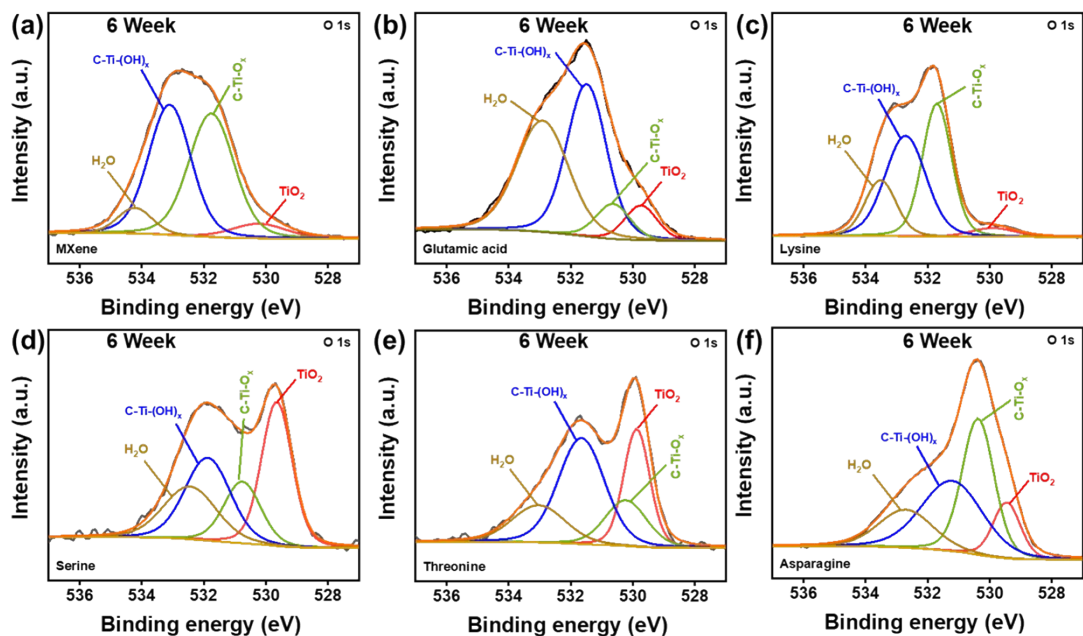 (a) 6 Week O 1s
C-Ti-(OH)x
C-Ti-Ox
H2O
TiO2
MXene
Intensity (a.u.)
536 534 532 530 528
Binding energy (eV)
(b) 6 Week O 1s
C-Ti-(OH)x
H2O
C-Ti-Ox
TiO2
Glutamic acid
Intensity (a.u.)
536 534 532 530 528
Binding energy (eV)
(c) 6 Week O 1s
C-Ti-(OH)x
C-Ti-Ox
H2O
TiO2
Lysine
Intensity (a.u.)
536 534 532 530 528
Binding energy (eV)
(d) 6 Week O 1s
TiO2
C-Ti-Ox
C-Ti-(OH)x
H2O
Serine
Intensity (a.u.)
536 534 532 530 528
Binding energy (eV)
(e) 6 Week O 1s
C-Ti-(OH)x
TiO2
H2O
C-Ti-Ox
Threonine
Intensity (a.u.)
536 534 532 530 528
Binding energy (eV)
(f) 6 Week O 1s
C-Ti-Ox
C-Ti-(OH)x
H2O
TiO2
Asparagine
Intensity (a.u.)
536 534 532 530 528
Binding energy (eV)